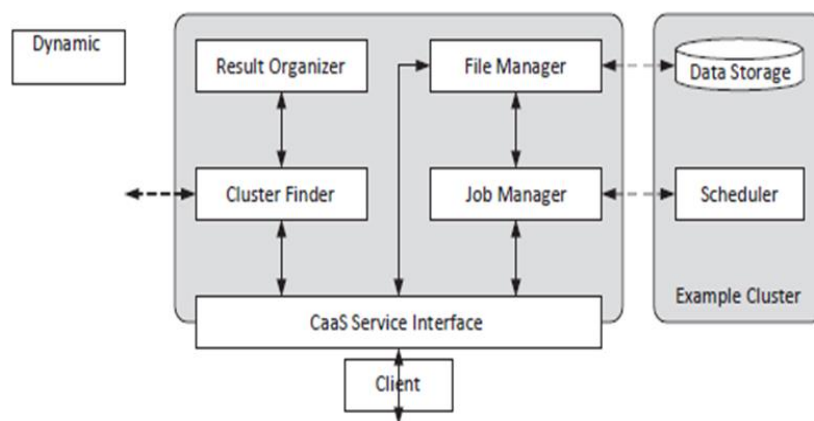 Dynamic
Result Organizer
File Manager
Data Storage
Cluster Finder
Job Manager
Scheduler
Example Cluster
CaaS Service Interface
Client